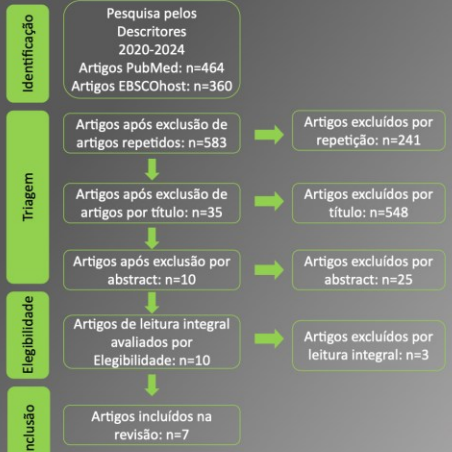 Identificação
Pesquisa pelos
Descritores
2020-2024
Artigos PubMed: n=464
Artigos EBSCOhost: n=360
Triagem
Artigos após exclusão de
artigos repetidos: n=583
Artigos excluídos por
repetição: n=241
Artigos após exclusão de
artigos por título: n=35
Artigos excluídos por
título: n=548
Artigos após exclusão por
abstract: n=10
Artigos excluídos por
abstract: n=25
Elegibilidade
Artigos de leitura integral
avaliados por
Elegibilidade: n=10
Artigos excluídos por
leitura integral: n=3
nclusão
Artigos incluídos na
revisão: n=7